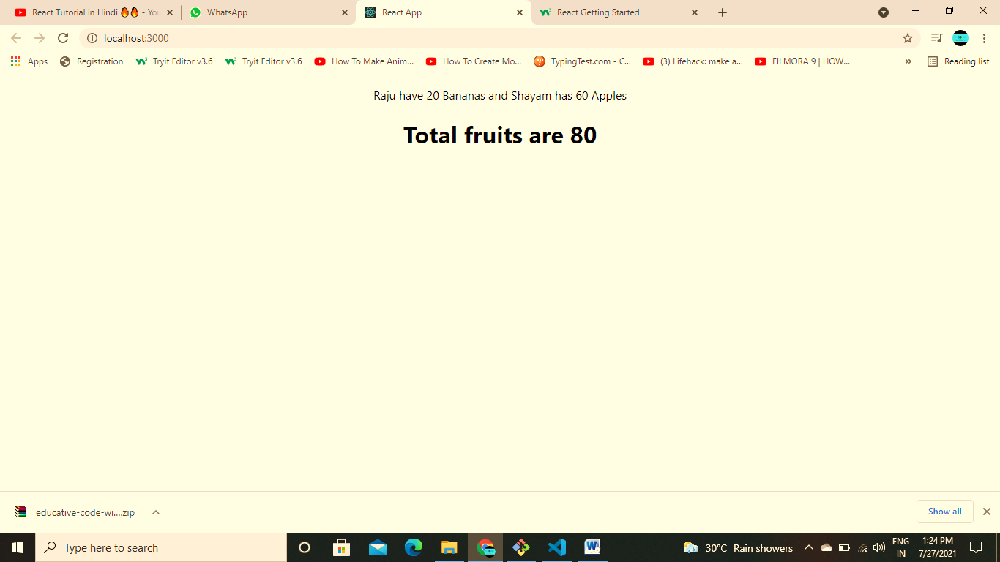 React Tutorial in Hindi 🔥🔥 - You
WhatsApp
React App
React Getting Started
localhost:3000
Apps
Registration
Tryit Editor v3.6
Tryit Editor v3.6
How To Make Anim...
How To Create Mo...
TypingTest.com - C...
(3) Lifehack: make a...
FILMORA 9 | HOW...
»
Reading list
Raju have 20 Bananas and Shayam has 60 Apples
Total fruits are 80
educative-code-wi....zip
Show all
Type here to search
30°C Rain showers
ENG
IN
1:24 PM
7/27/2021